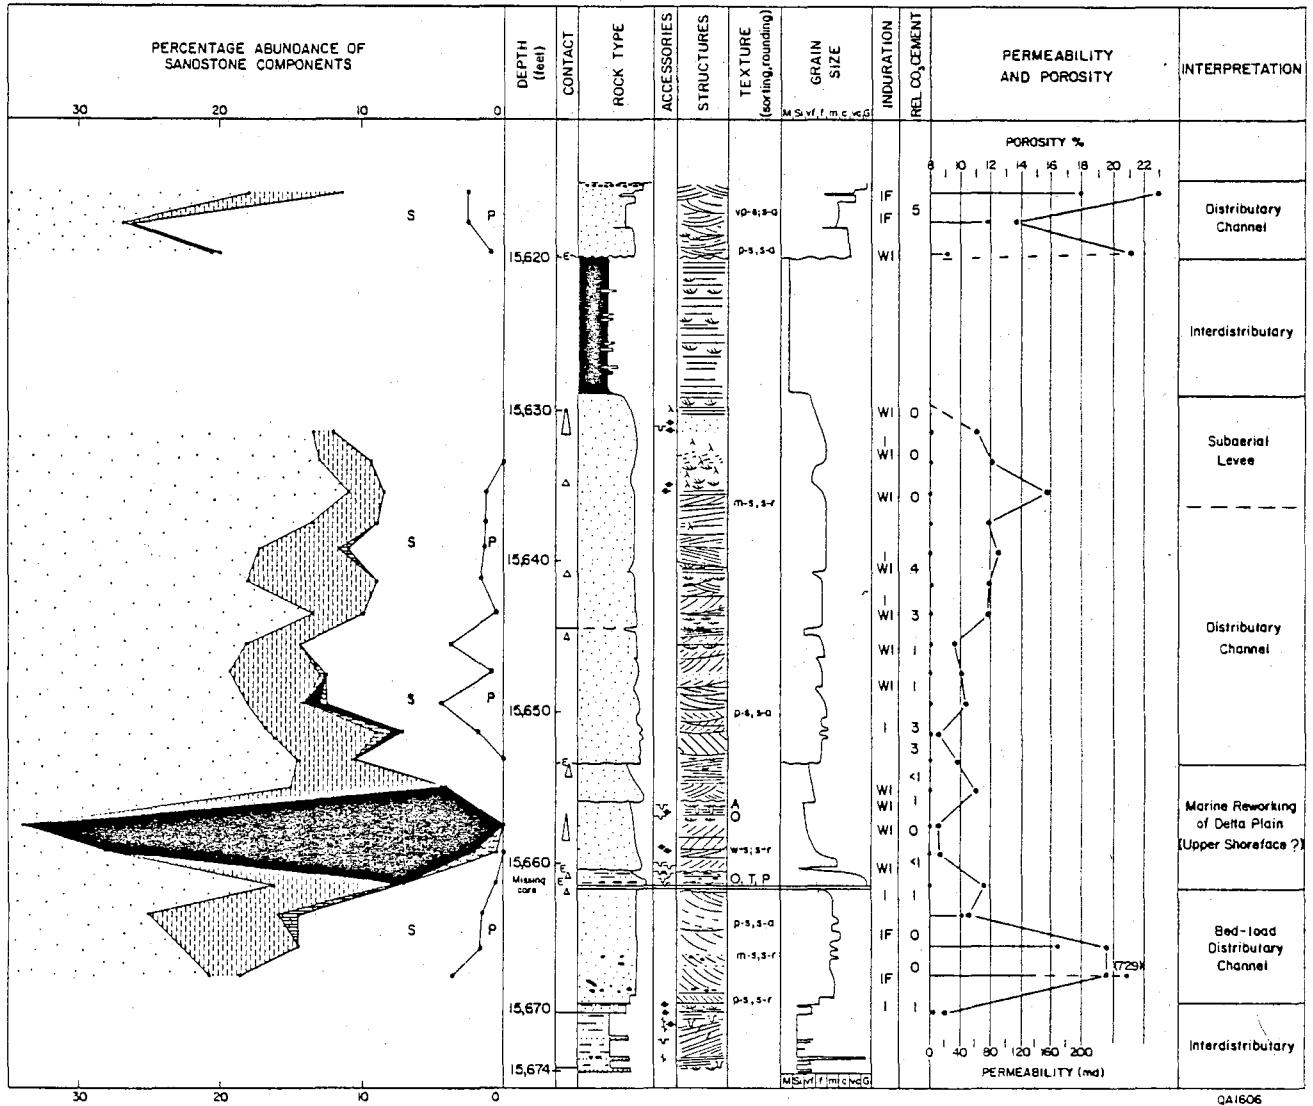 PERCENTAGE ABUNDANCE OF
SANDSTONE COMPONENTS
DEPTH
(feet)
CONTACT
ROCK TYPE
ACCESSORIES
STRUCTURES
TEXTURE
(sorting, rounding)
GRAIN
SIZE
INDURATION
REL CO3CEMENT
PERMEABILITY
AND POROSITY
INTERPRETATION
30 20 10 0
M Si vf, f, m, c, vc, G
POROSITY %
8 10 12 14 16 18 20 22
S P
vp-s; s-a
IF
IF
5
Distributary
Channel
p-s, s-a
WI
15,620
E
Interdistributary
15,630
WI 0
I
WI 0
Subaerial
Levee
WI 0
m-s, s-r
S P
15,640
I
WI 4
I
WI 3
Distributary
Channel
WI 1
WI 1
S P
15,650
p-s, s-a
I 3
3
E
<1
WI
WI 1
A
O
WI 0
Marine Reworking
of Delta Plain
(Upper Shoreface ?)
w-s; s-r
15,660
E
WI <1
Missing
core
E
O, T, P
I 1
S P
p-s, s-a
IF 0
Bed-load
Distributary
Channel
m-s, s-r
0
(729)
IF
p-s, s-r
15,670
I 1
Interdistributary
15,674
0 40 80 120 160 200
PERMEABILITY (md)
M Si vf f m c vc G
30 20 10 0
QA1606